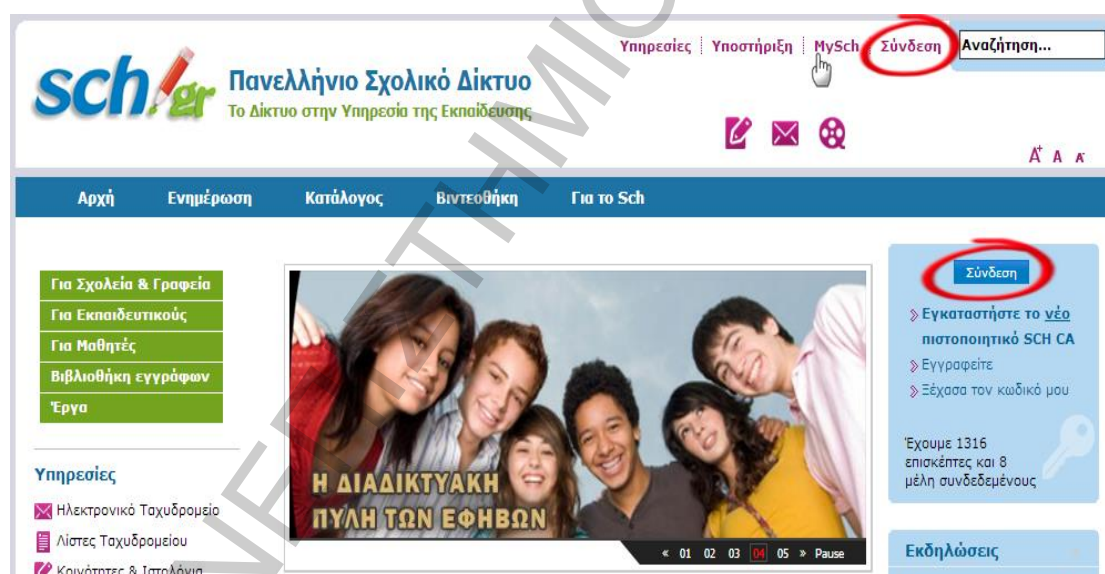 Υπηρεσίες Υποστήριξη MySch Σύνδεση Αναζήτηση...
sch.gr Πανελλήνιο Σχολικό Δίκτυο
Το Δίκτυο στην Υπηρεσία της Εκπαίδευσης
A+ A A-
Αρχή Ενημέρωση Κατάλογος Βιντεοθήκη Για το Sch
Για Σχολεία & Γραφεία
Για Εκπαιδευτικούς
Για Μαθητές
Βιβλιοθήκη εγγράφων
Έργα
Υπηρεσίες
Ηλεκτρονικό Ταχυδρομείο
Λίστες Ταχυδρομείου
Κοινότητες & Ιστολόγια
Η ΔΙΑΔΙΚΤΥΑΚΗ
ΠΥΛΗ ΤΩΝ ΕΦΗΒΩΝ
« 01 02 03 04 05 » Pause
Σύνδεση
Εγκαταστήστε το νέο
πιστοποιητικό SCH CA
Εγγραφείτε
Ξέχασα τον κωδικό μου
Έχουμε 1316
επισκέπτες και 8
μέλη συνδεδεμένους
Εκδηλώσεις